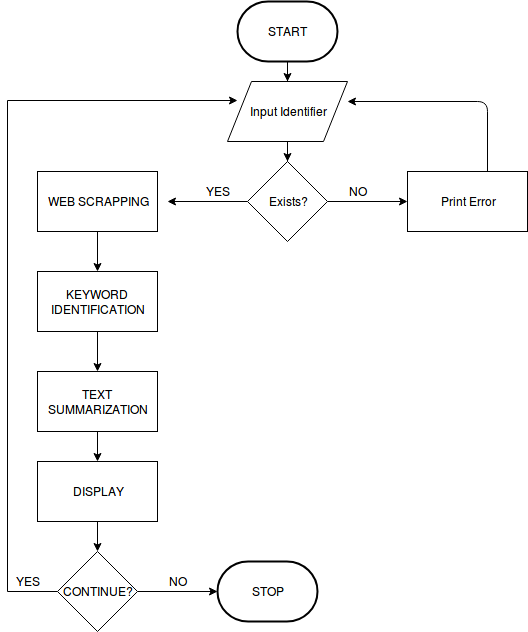 START
Input Identifier
YES
NO
WEB SCRAPPING
Exists?
Print Error
KEYWORD
IDENTIFICATION
TEXT
SUMMARIZATION
DISPLAY
YES
CONTINUE?
NO
STOP